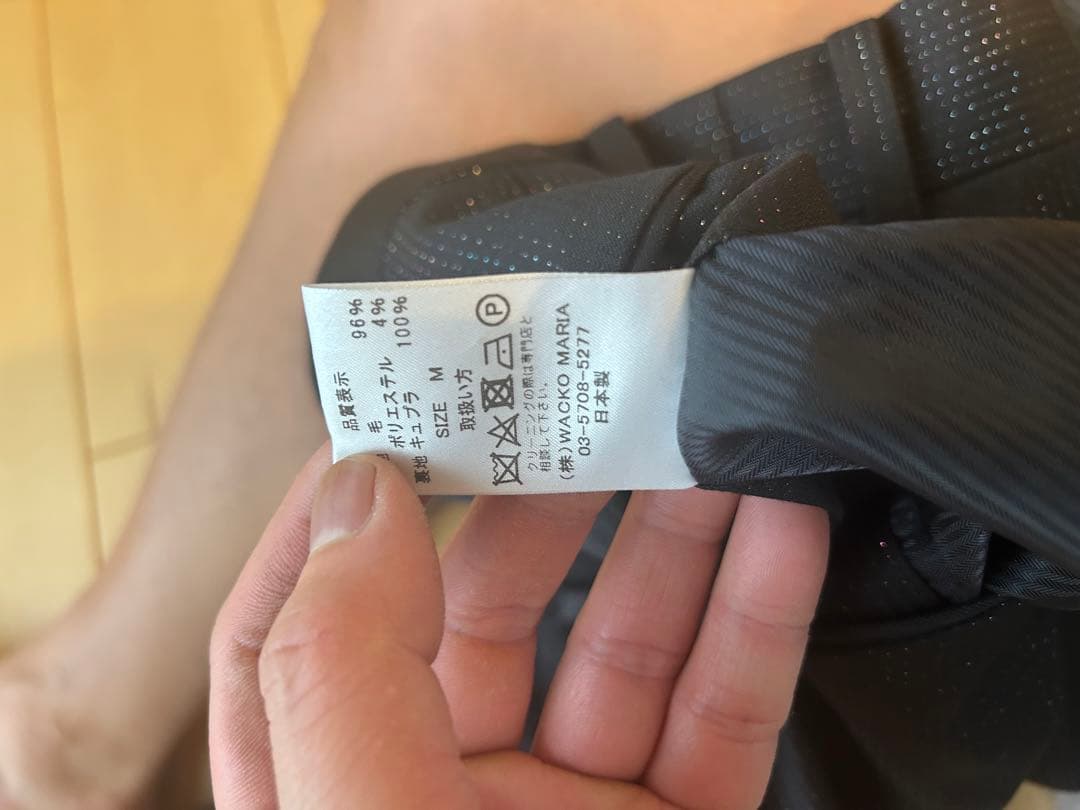 品質表示
毛 96%
ポリエステル 4%
裏地 キュプラ 100%
SIZE M
取扱い方
P
クリーニングの際は専門店と
相談して下さい。
(株)WACKO MARIA
03-5708-5277
日本製